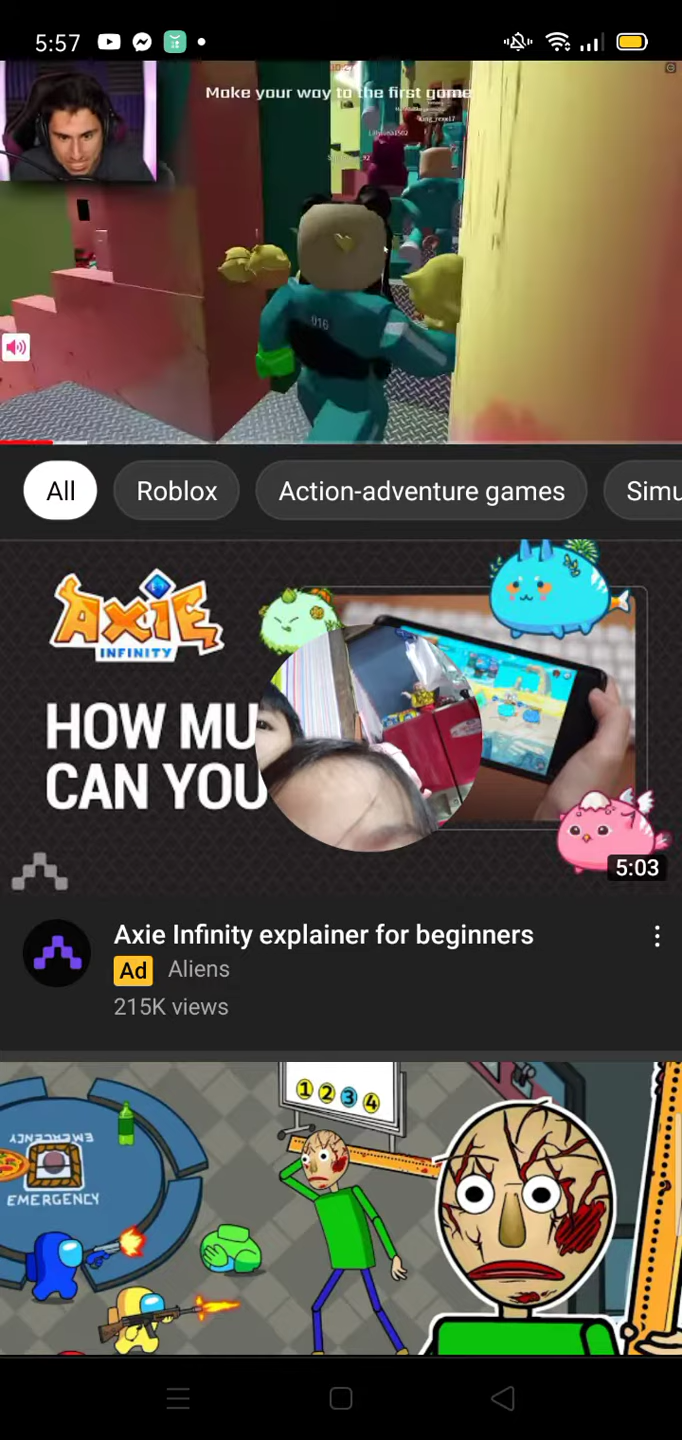 5:57
Make your way to the first game
016
All
Roblox
Action-adventure games
Simu
AXIE
INFINITY
HOW MU
CAN YOU
5:03
Axie Infinity explainer for beginners
Ad
Aliens
215K views
1 2 3 4
EMERGENCY
EMERGENCY